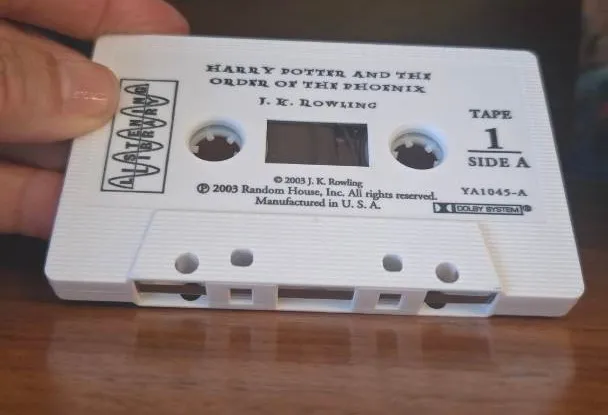 HARRY POTTER AND THE
ORDER OF THE PHOENIX
J. K. ROWLING
LISTENING
LIBRARY
TAPE
1
SIDE A
© 2003 J. K. Rowling
℗ 2003 Random House, Inc. All rights reserved.
Manufactured in U. S. A.
YA1045-A
DOLBY SYSTEM®